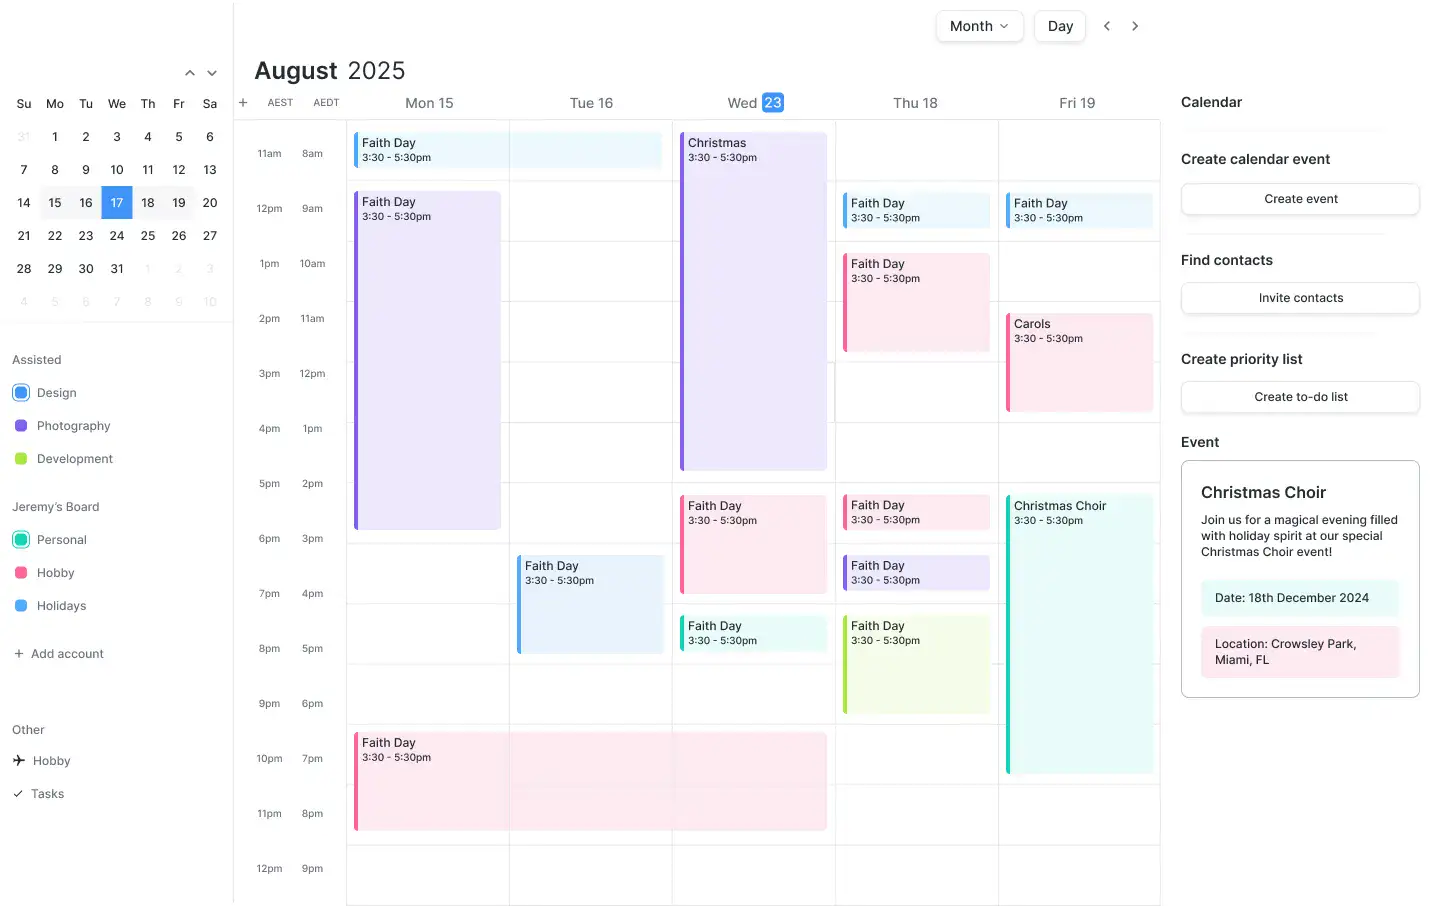 Month
Day
August 2025
Su Mo Tu We Th Fr Sa
31 1 2 3 4 5 6
7 8 9 10 11 12 13
14 15 16 17 18 19 20
21 22 23 24 25 26 27
28 29 30 31 1 2 3
4 5 6 7 8 9 10
Assisted
Design
Photography
Development
Jeremy’s Board
Personal
Hobby
Holidays
+ Add account
Other
Hobby
Tasks
+ AEST AEDT Mon 15 Tue 16 Wed 23 Thu 18 Fri 19
11am 8am
12pm 9am
1pm 10am
2pm 11am
3pm 12pm
4pm 1pm
5pm 2pm
6pm 3pm
7pm 4pm
8pm 5pm
9pm 6pm
10pm 7pm
11pm 8pm
12pm 9pm
Faith Day
3:30 - 5:30pm
Faith Day
3:30 - 5:30pm
Faith Day
3:30 - 5:30pm
Faith Day
3:30 - 5:30pm
Christmas
3:30 - 5:30pm
Faith Day
3:30 - 5:30pm
Faith Day
3:30 - 5:30pm
Faith Day
3:30 - 5:30pm
Faith Day
3:30 - 5:30pm
Faith Day
3:30 - 5:30pm
Faith Day
3:30 - 5:30pm
Faith Day
3:30 - 5:30pm
Faith Day
3:30 - 5:30pm
Carols
3:30 - 5:30pm
Christmas Choir
3:30 - 5:30pm
Calendar
Create calendar event
Create event
Find contacts
Invite contacts
Create priority list
Create to-do list
Event
Christmas Choir
Join us for a magical evening filled
with holiday spirit at our special
Christmas Choir event!
Date: 18th December 2024
Location: Crowsley Park,
Miami, FL